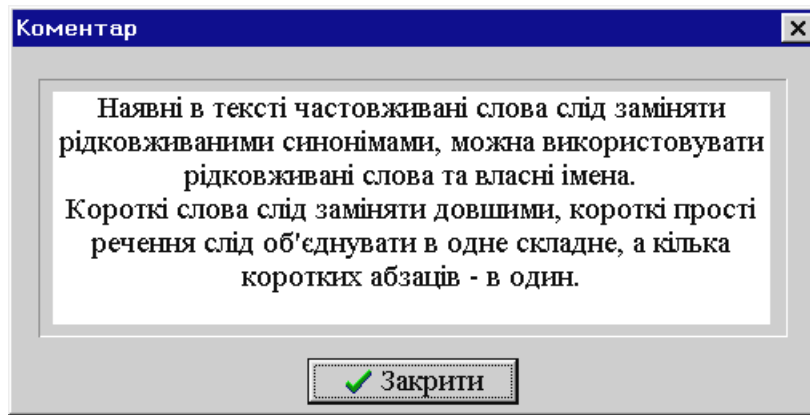 Коментар
Наявні в тексті частовживані слова слід заміняти
рідковживаними синонімами, можна використовувати
рідковживані слова та власні імена.
Короткі слова слід заміняти довшими, короткі прості
речення слід об'єднувати в одне складне, а кілька
коротких абзаців - в один.
Закрити